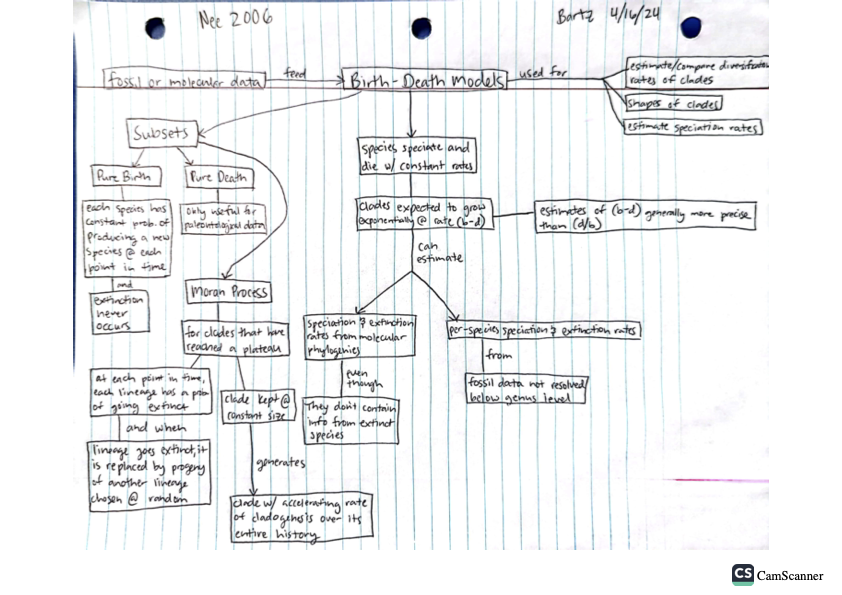 Nee 2006
Bartz 4/16/24
fossil or molecular data
feed
Birth-Death Models
used for
estimate/compare diversification
rates of clades
shapes of clades
estimate speciation rates
Subsets
Pure Birth
each species has
constant prob. of
producing a new
species @ each
point in time
and
extinction
never
occurs
Pure Death
only useful for
paleontological data
Moran Process
for clades that have
reached a plateau
at each point in time,
each lineage has a prob
of going extinct
and when
lineage goes extinct, it
is replaced by progeny
of another lineage
chosen @ random
clade kept @
constant size
generates
clade w/ accelerating rate
of cladogenesis over its
entire history
species speciate and
die w/ constant rates
clades expected to grow
exponentially @ rate (b-d)
estimates of (b-d) generally more precise
than (d/b)
can
estimate
speciation & extinction
rates from molecular
phylogenies
even
though
They don't contain
info from extinct
species
per-species speciation & extinction rates
from
fossil data not resolved
below genus level
CS CamScanner